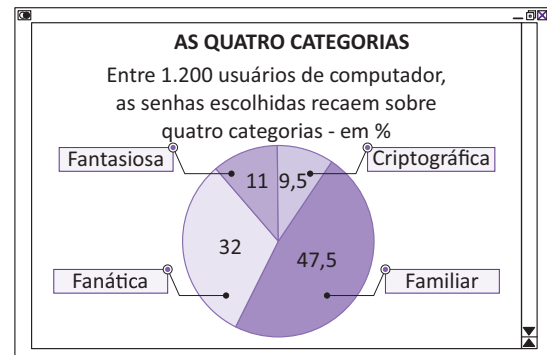 AS QUATRO CATEGORIAS
Entre 1.200 usuários de computador,
as senhas escolhidas recaem sobre
quatro categorias - em %
Fantasiosa
Criptográfica
11
9,5
32
47,5
Fanática
Familiar